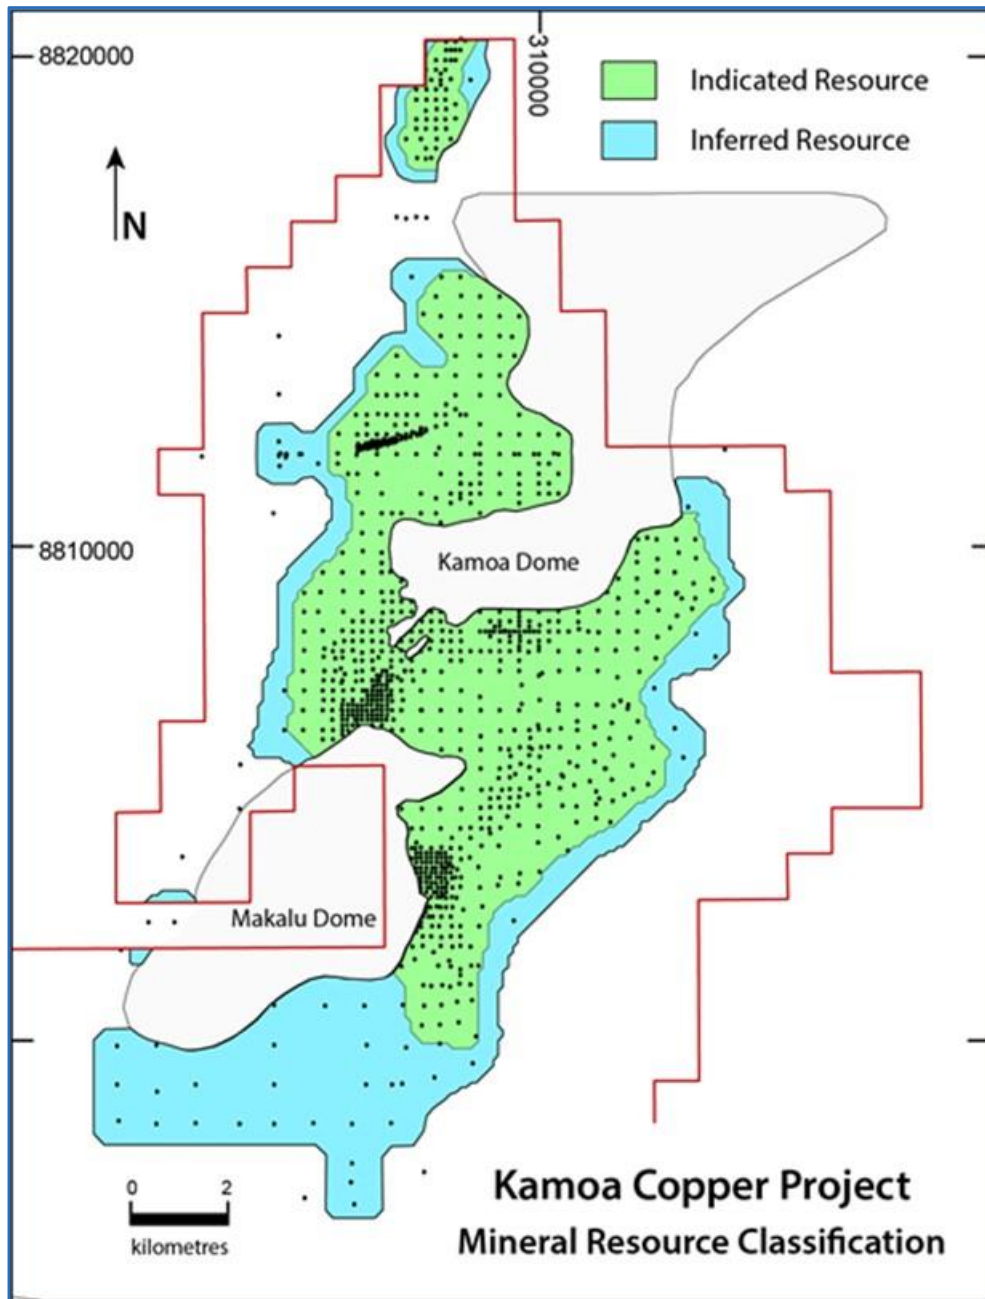 8820000
310000
Indicated Resource
Inferred Resource
N
8810000
Kamoa Dome
Makalu Dome
0 2
kilometres
Kamoa Copper Project
Mineral Resource Classification